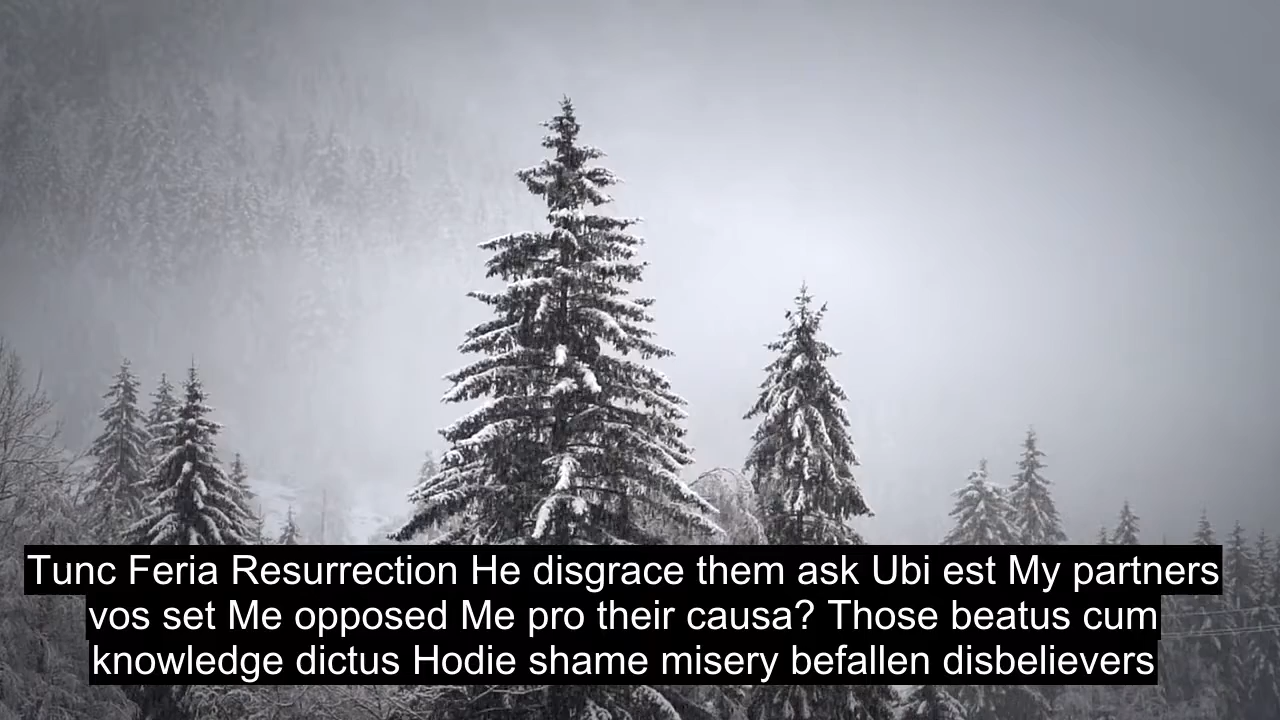 Tunc Feria Resurrection He disgrace them ask Ubi est My partners
vos set Me opposed Me pro their causa? Those beatus cum
knowledge dictus Hodie shame misery befallen disbelievers